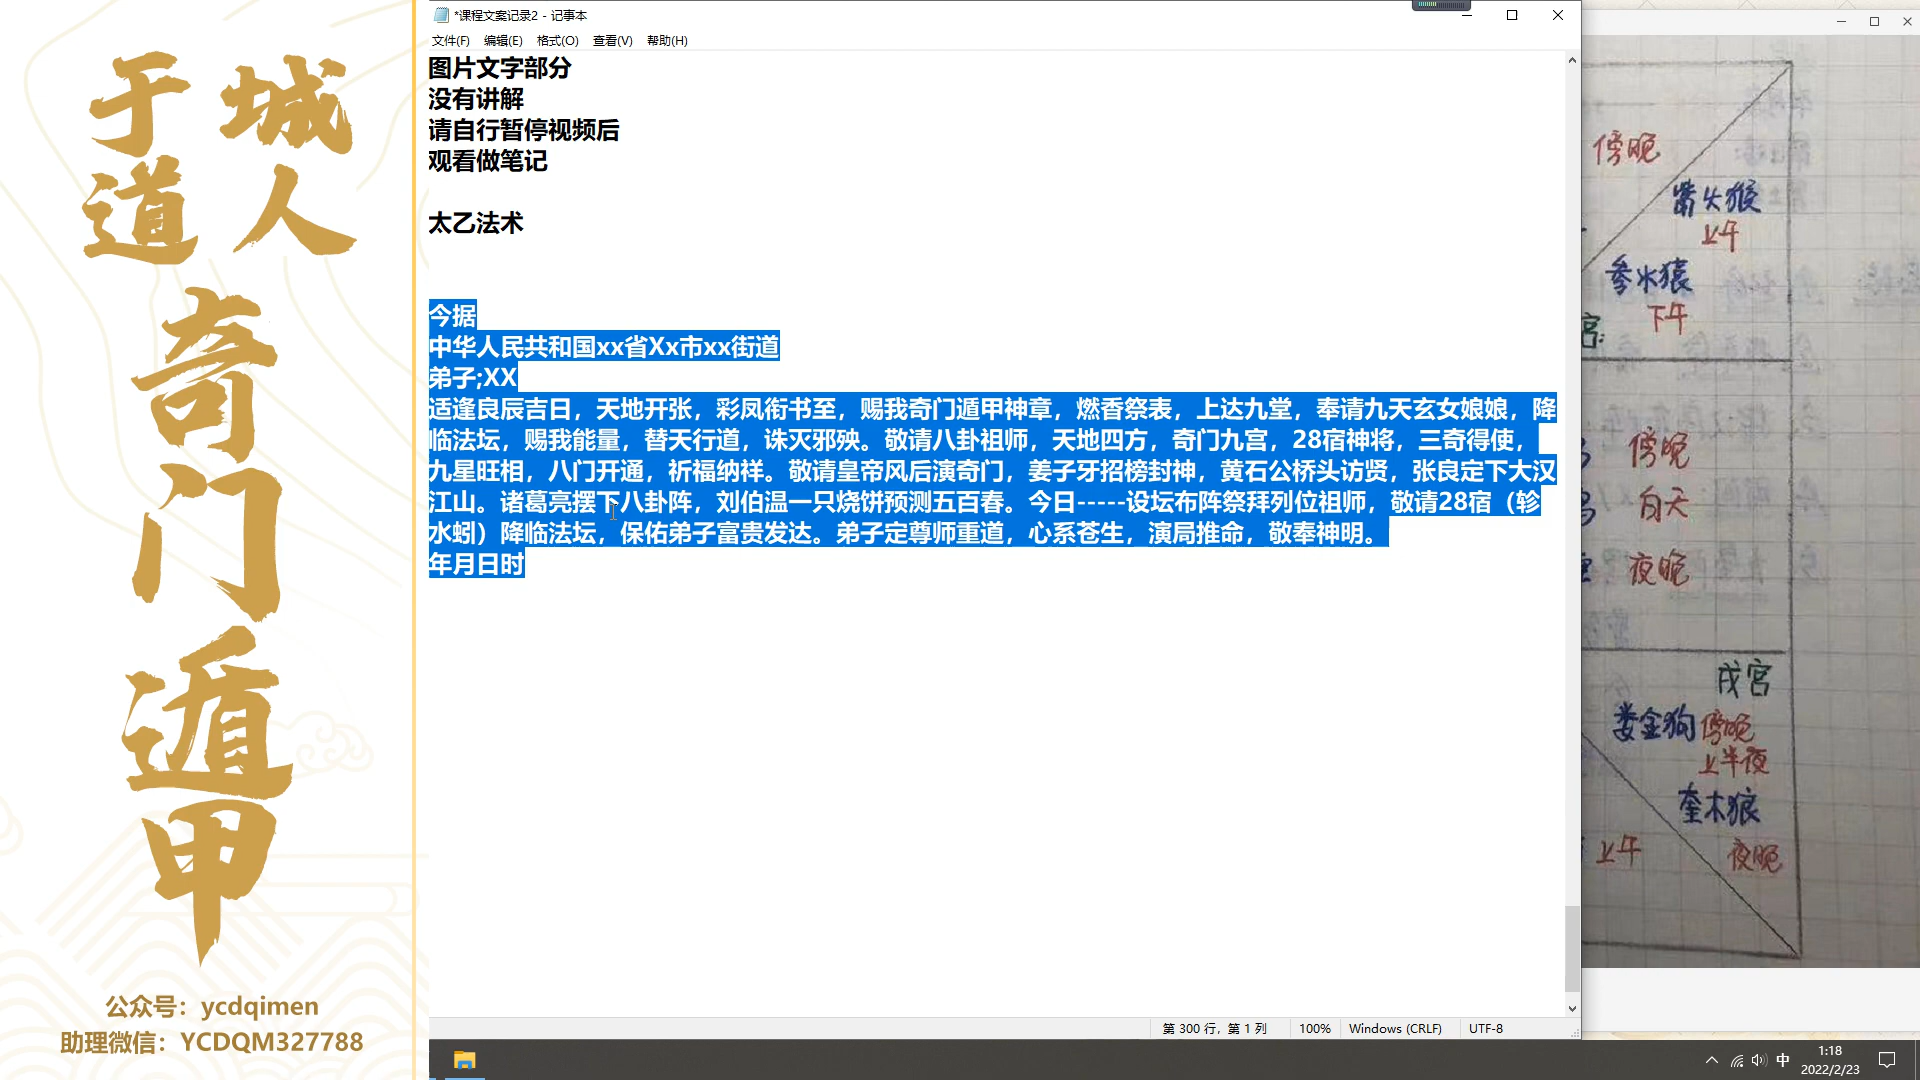 于城
道人
奇门遁甲
公众号：ycdqimen
助理微信：YCDQM327788
*课程文案记录2 - 记事本
文件(F) 编辑(E) 格式(O) 查看(V) 帮助(H)
图片文字部分
没有讲解
请自行暂停视频后
观看做笔记
太乙法术
今据
中华人民共和国xx省Xx市xx街道
弟子;XX
适逢良辰吉日，天地开张，彩凤衔书至，赐我奇门遁甲神章，燃香祭表，上达九堂，奉请九天玄女娘娘，降
临法坛，赐我能量，替天行道，诛灭邪殃。敬请八卦祖师，天地四方，奇门九宫，28宿神将，三奇得使，
九星旺相，八门开通，祈福纳祥。敬请皇帝风后演奇门，姜子牙招榜封神，黄石公桥头访贤，张良定下大汉
江山。诸葛亮摆下八卦阵，刘伯温一只烧饼预测五百春。今日-----设坛布阵祭拜列位祖师，敬请28宿（轸
水蚓）降临法坛，保佑弟子富贵发达。弟子定尊师重道，心系苍生，演局推命，敬奉神明。
年月日时
第 300 行，第 1 列 100% Windows (CRLF) UTF-8
傍晚
觜火猴
上午
参水猿
下午
宫:
傍晚
白天
夜晚
戌宫
娄金狗 傍晚
上半夜
奎木狼
上午 夜晚
中
1:18
2022/2/23